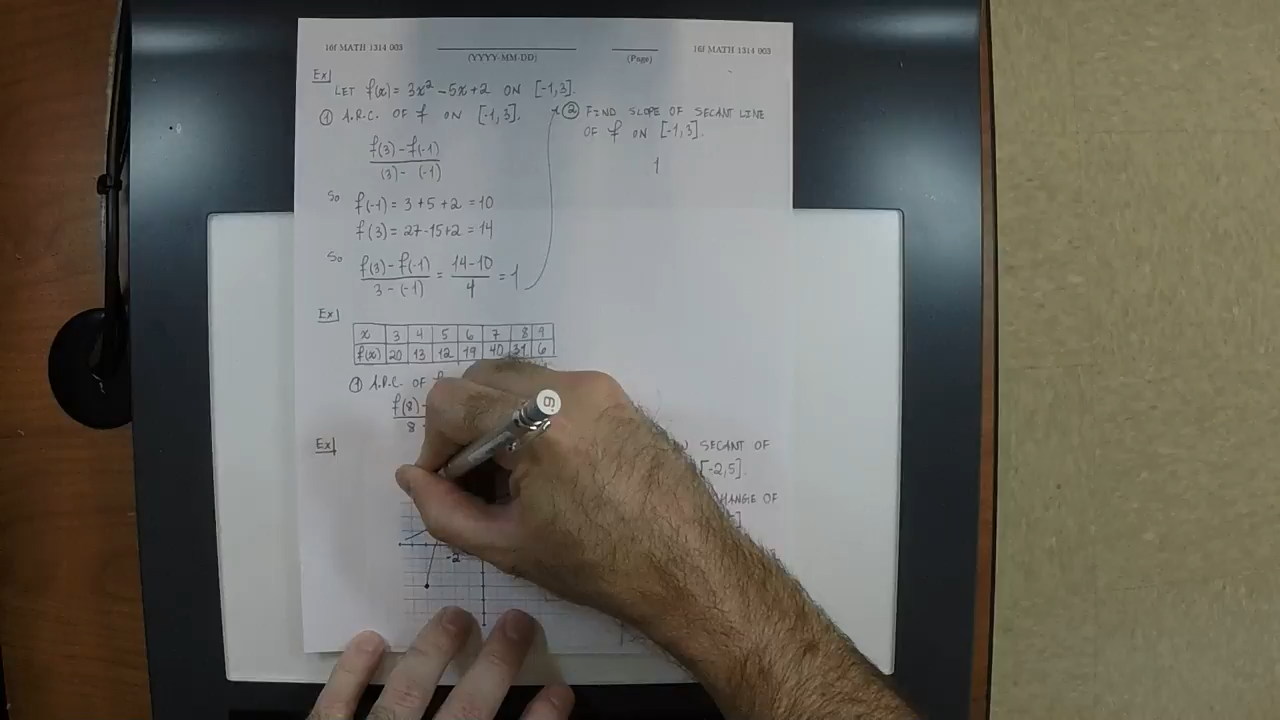 16f MATH 1314 003
(YYYY-MM-DD)
(Page)
16f MATH 1314 003
Ex)
LET f(x) = 3x² - 5x + 2 ON [-1,3].
① A.R.C. OF f ON [-1,3].
f(3) - f(-1)
(3) - (-1)
So f(-1) = 3 + 5 + 2 = 10
f(3) = 27 - 15 + 2 = 14
So f(3) - f(-1) / 3 - (-1) = 14 - 10 / 4 = 1
② FIND SLOPE OF SECANT LINE
OF f ON [-1,3].
1
Ex)
x 3 4 5 6 7 8 9
f(x) 20 13 12 19 40 31 6
① A.R.C. OF f
f(8) -
8 -
Ex)
-2
SECANT OF
[-2,5].
OF